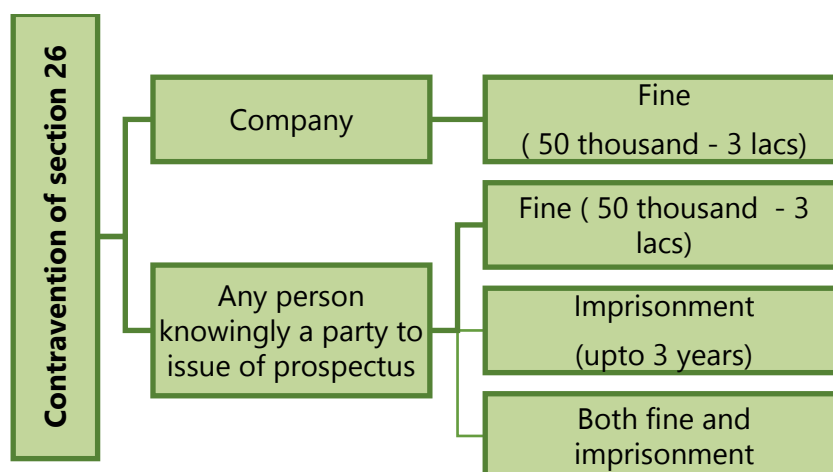 Contravention of section 26
Company
Fine
( 50 thousand - 3 lacs)
Any person
knowingly a party to
issue of prospectus
Fine ( 50 thousand  - 3
lacs)
Imprisonment
(upto 3 years)
Both fine and
imprisonment